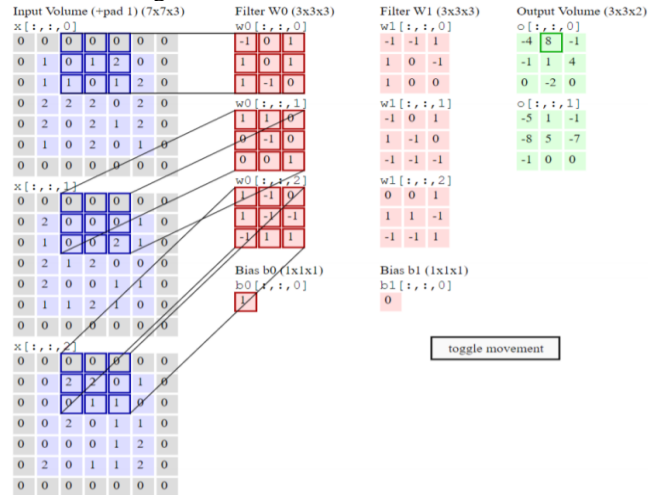 Input Volume (+pad 1) (7x7x3)
x[:,:,0]
0 0 0 0 0 0 0
0 1 0 1 2 0 0
0 1 1 0 1 2 0
0 2 2 2 0 2 0
0 2 0 2 1 2 0
0 1 0 2 0 1 0
0 0 0 0 0 0 0
x[:,:,1]
0 0 0 0 0 0 0
0 2 0 0 0 1 0
0 1 0 0 2 1 0
0 2 1 2 0 0 0
0 2 0 0 1 1 0
0 1 1 2 1 0 0
0 0 0 0 0 0 0
x[:,:,2]
0 0 0 0 0 0 0
0 0 2 2 0 1 0
0 0 0 1 1 0 0
0 0 2 0 1 1 0
0 0 0 0 1 2 0
0 2 0 1 1 2 0
0 0 0 0 0 0 0
Filter W0 (3x3x3)
w0[:,:,0]
-1 0 1
1 0 1
1 -1 0
w0[:,:,1]
1 1 0
0 -1 0
0 0 1
w0[:,:,2]
1 -1 0
1 -1 -1
-1 1 1
Bias b0 (1x1x1)
b0[:,:,0]
1
Filter W1 (3x3x3)
w1[:,:,0]
-1 -1 1
1 0 -1
1 0 0
w1[:,:,1]
-1 0 1
1 -1 0
-1 -1 -1
w1[:,:,2]
0 0 1
1 1 -1
-1 -1 1
Bias b1 (1x1x1)
b1[:,:,0]
0
Output Volume (3x3x2)
o[:,:,0]
-4 8 -1
-1 1 4
0 -2 0
o[:,:,1]
-5 1 -1
-8 5 -7
-1 0 0
toggle movement